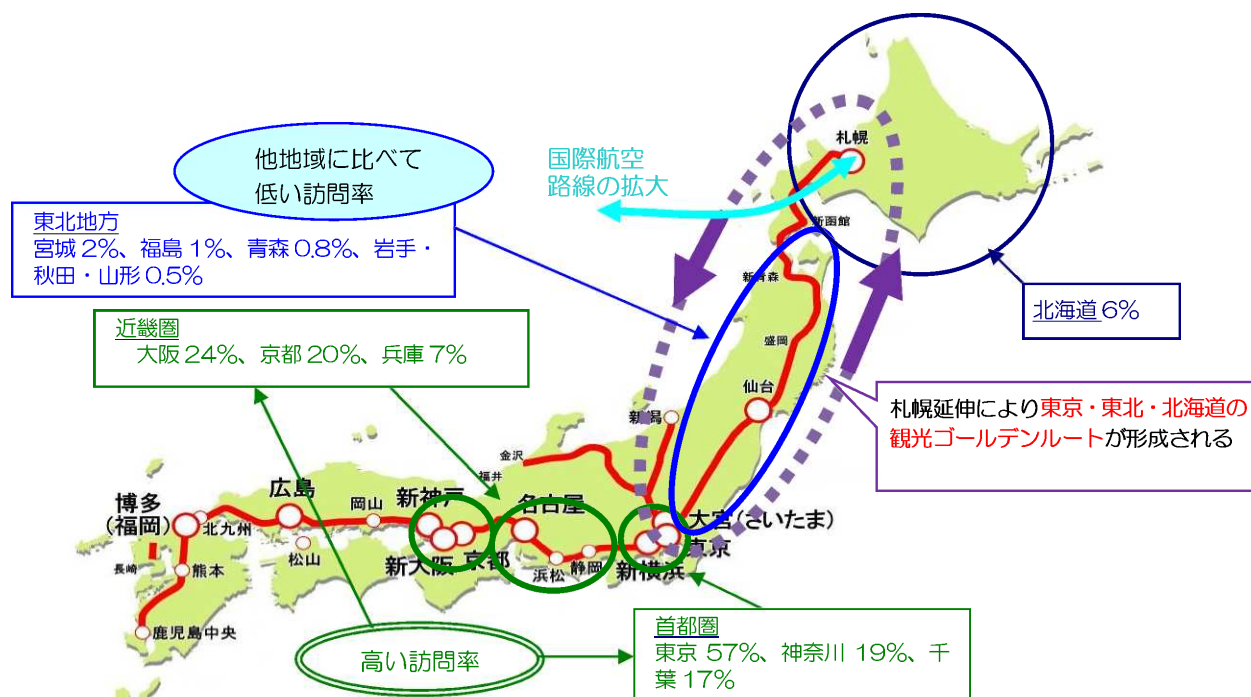 他地域に比べて
低い訪問率
国際航空
路線の拡大
札幌
新函館
東北地方
宮城 2%、福島 1%、青森 0.8%、岩手・
秋田・山形 0.5%
新青森
北海道 6%
近畿圏
大阪 24%、京都 20%、兵庫 7%
盛岡
仙台
札幌延伸により東京・東北・北海道の
観光ゴールデンルートが形成される
新潟
金沢
福井
博多
(福岡)
北九州
広島
岡山
新神戸
名古屋
大宮(さいたま)
東京
松山
新大阪
京都
浜松
静岡
新横浜
長崎
熊本
鹿児島中央
高い訪問率
首都圏
東京 57%、神奈川 19%、千
葉 17%